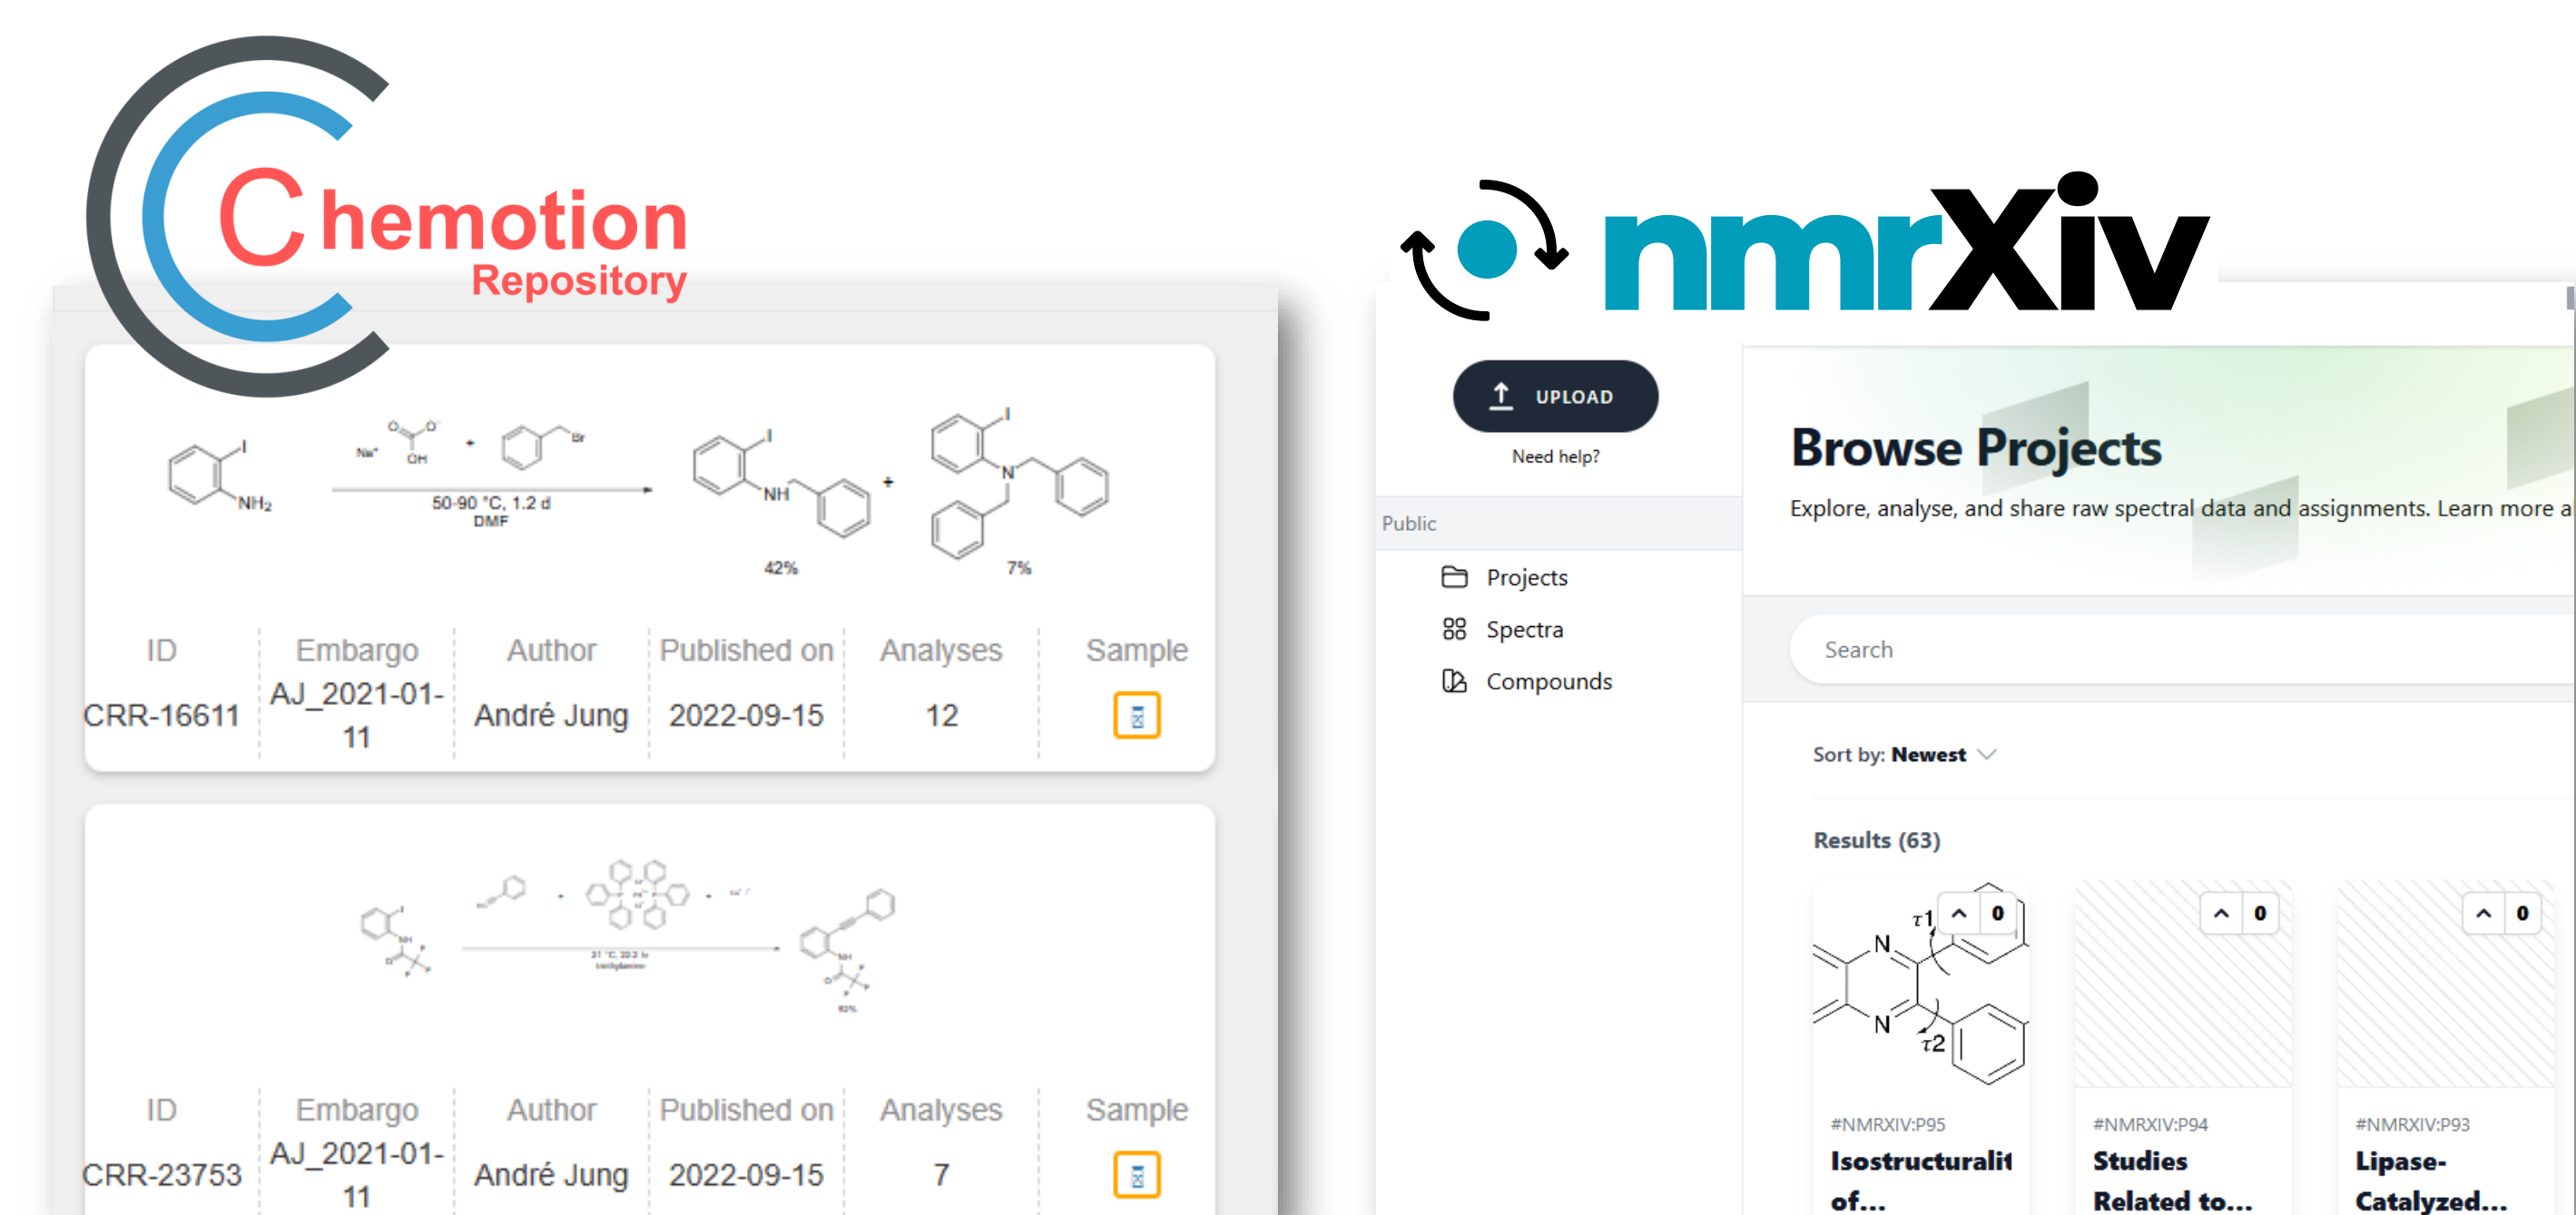 Chemotion
Repository
I
NH₂
O
O⁻
Na⁺
OH
+
Br
50-90 °C, 1.2 d
DMF
I
NH
42%
+
I
N
7%
ID
Embargo
Author
Published on
Analyses
Sample
CRR-16611
AJ_2021-01-
11
André Jung
2022-09-15
12
I
NH
O
F
F
F
+
NH
O
F
F
F
ID
Embargo
Author
Published on
Analyses
Sample
CRR-23753
AJ_2021-01-
11
André Jung
2022-09-15
7
nmrXiv
UPLOAD
Need help?
Public
Projects
Spectra
Compounds
Browse Projects
Explore, analyse, and share raw spectral data and assignments. Learn more a
Search
Sort by: Newest
Results (63)
τ1
0
N
N
τ2
#NMRXIV:P95
Isostructuralit
of...
0
#NMRXIV:P94
Studies
Related to...
0
#NMRXIV:P93
Lipase-
Catalyzed...